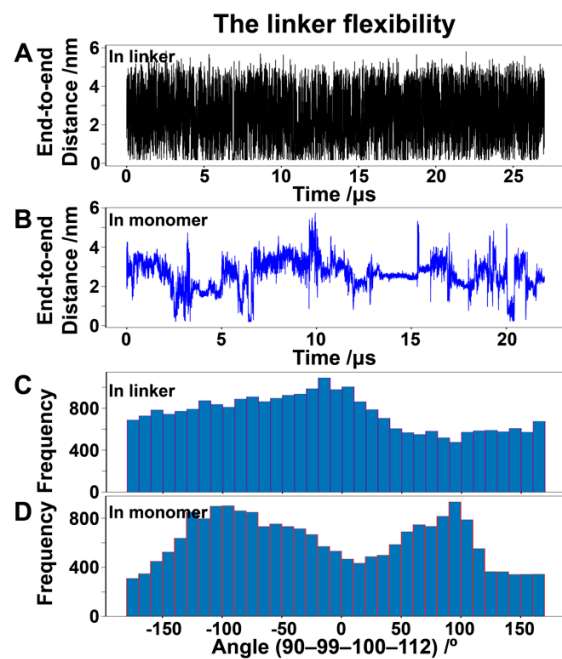 The linker flexibility
A
In linker
End-to-end
Distance /nm
6
4
2
0
0 5 10 15 20 25
Time /µs
B
In monomer
End-to-end
Distance /nm
6
4
2
0
0 5 10 15 20
Time /µs
C
In linker
Frequency
800
400
0
D
In monomer
Frequency
800
400
0
-150 -100 -50 0 50 100 150
Angle (90–99–100–112) /º